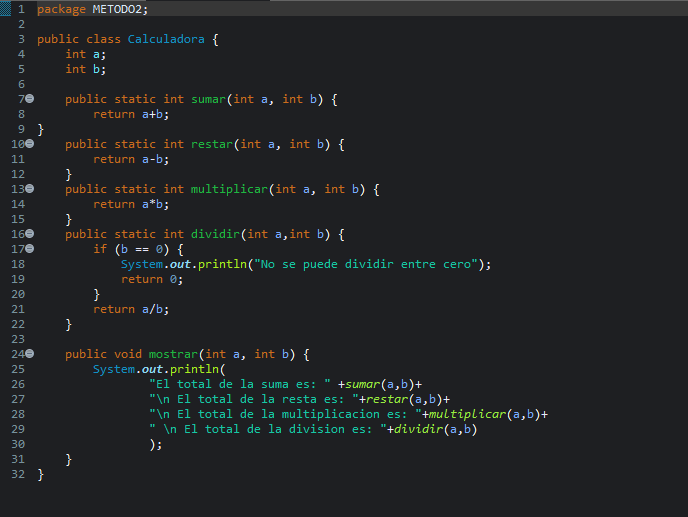 1 package METODO2;
2
3 public class Calculadora {
4     int a;
5     int b;
6
7     public static int sumar(int a, int b) {
8         return a+b;
9 }
10     public static int restar(int a, int b) {
11         return a-b;
12     }
13     public static int multiplicar(int a, int b) {
14         return a*b;
15     }
16     public static int dividir(int a,int b) {
17         if (b == 0) {
18             System.out.println("No se puede dividir entre cero");
19             return 0;
20         }
21         return a/b;
22     }
23
24     public void mostrar(int a, int b) {
25         System.out.println(
26                 "El total de la suma es: " +sumar(a,b)+
27                 "\n El total de la resta es: "+restar(a,b)+
28                 "\n El total de la multiplicacion es: "+multiplicar(a,b)+
29                 " \n El total de la division es: "+dividir(a,b)
30                 );
31     }
32 }